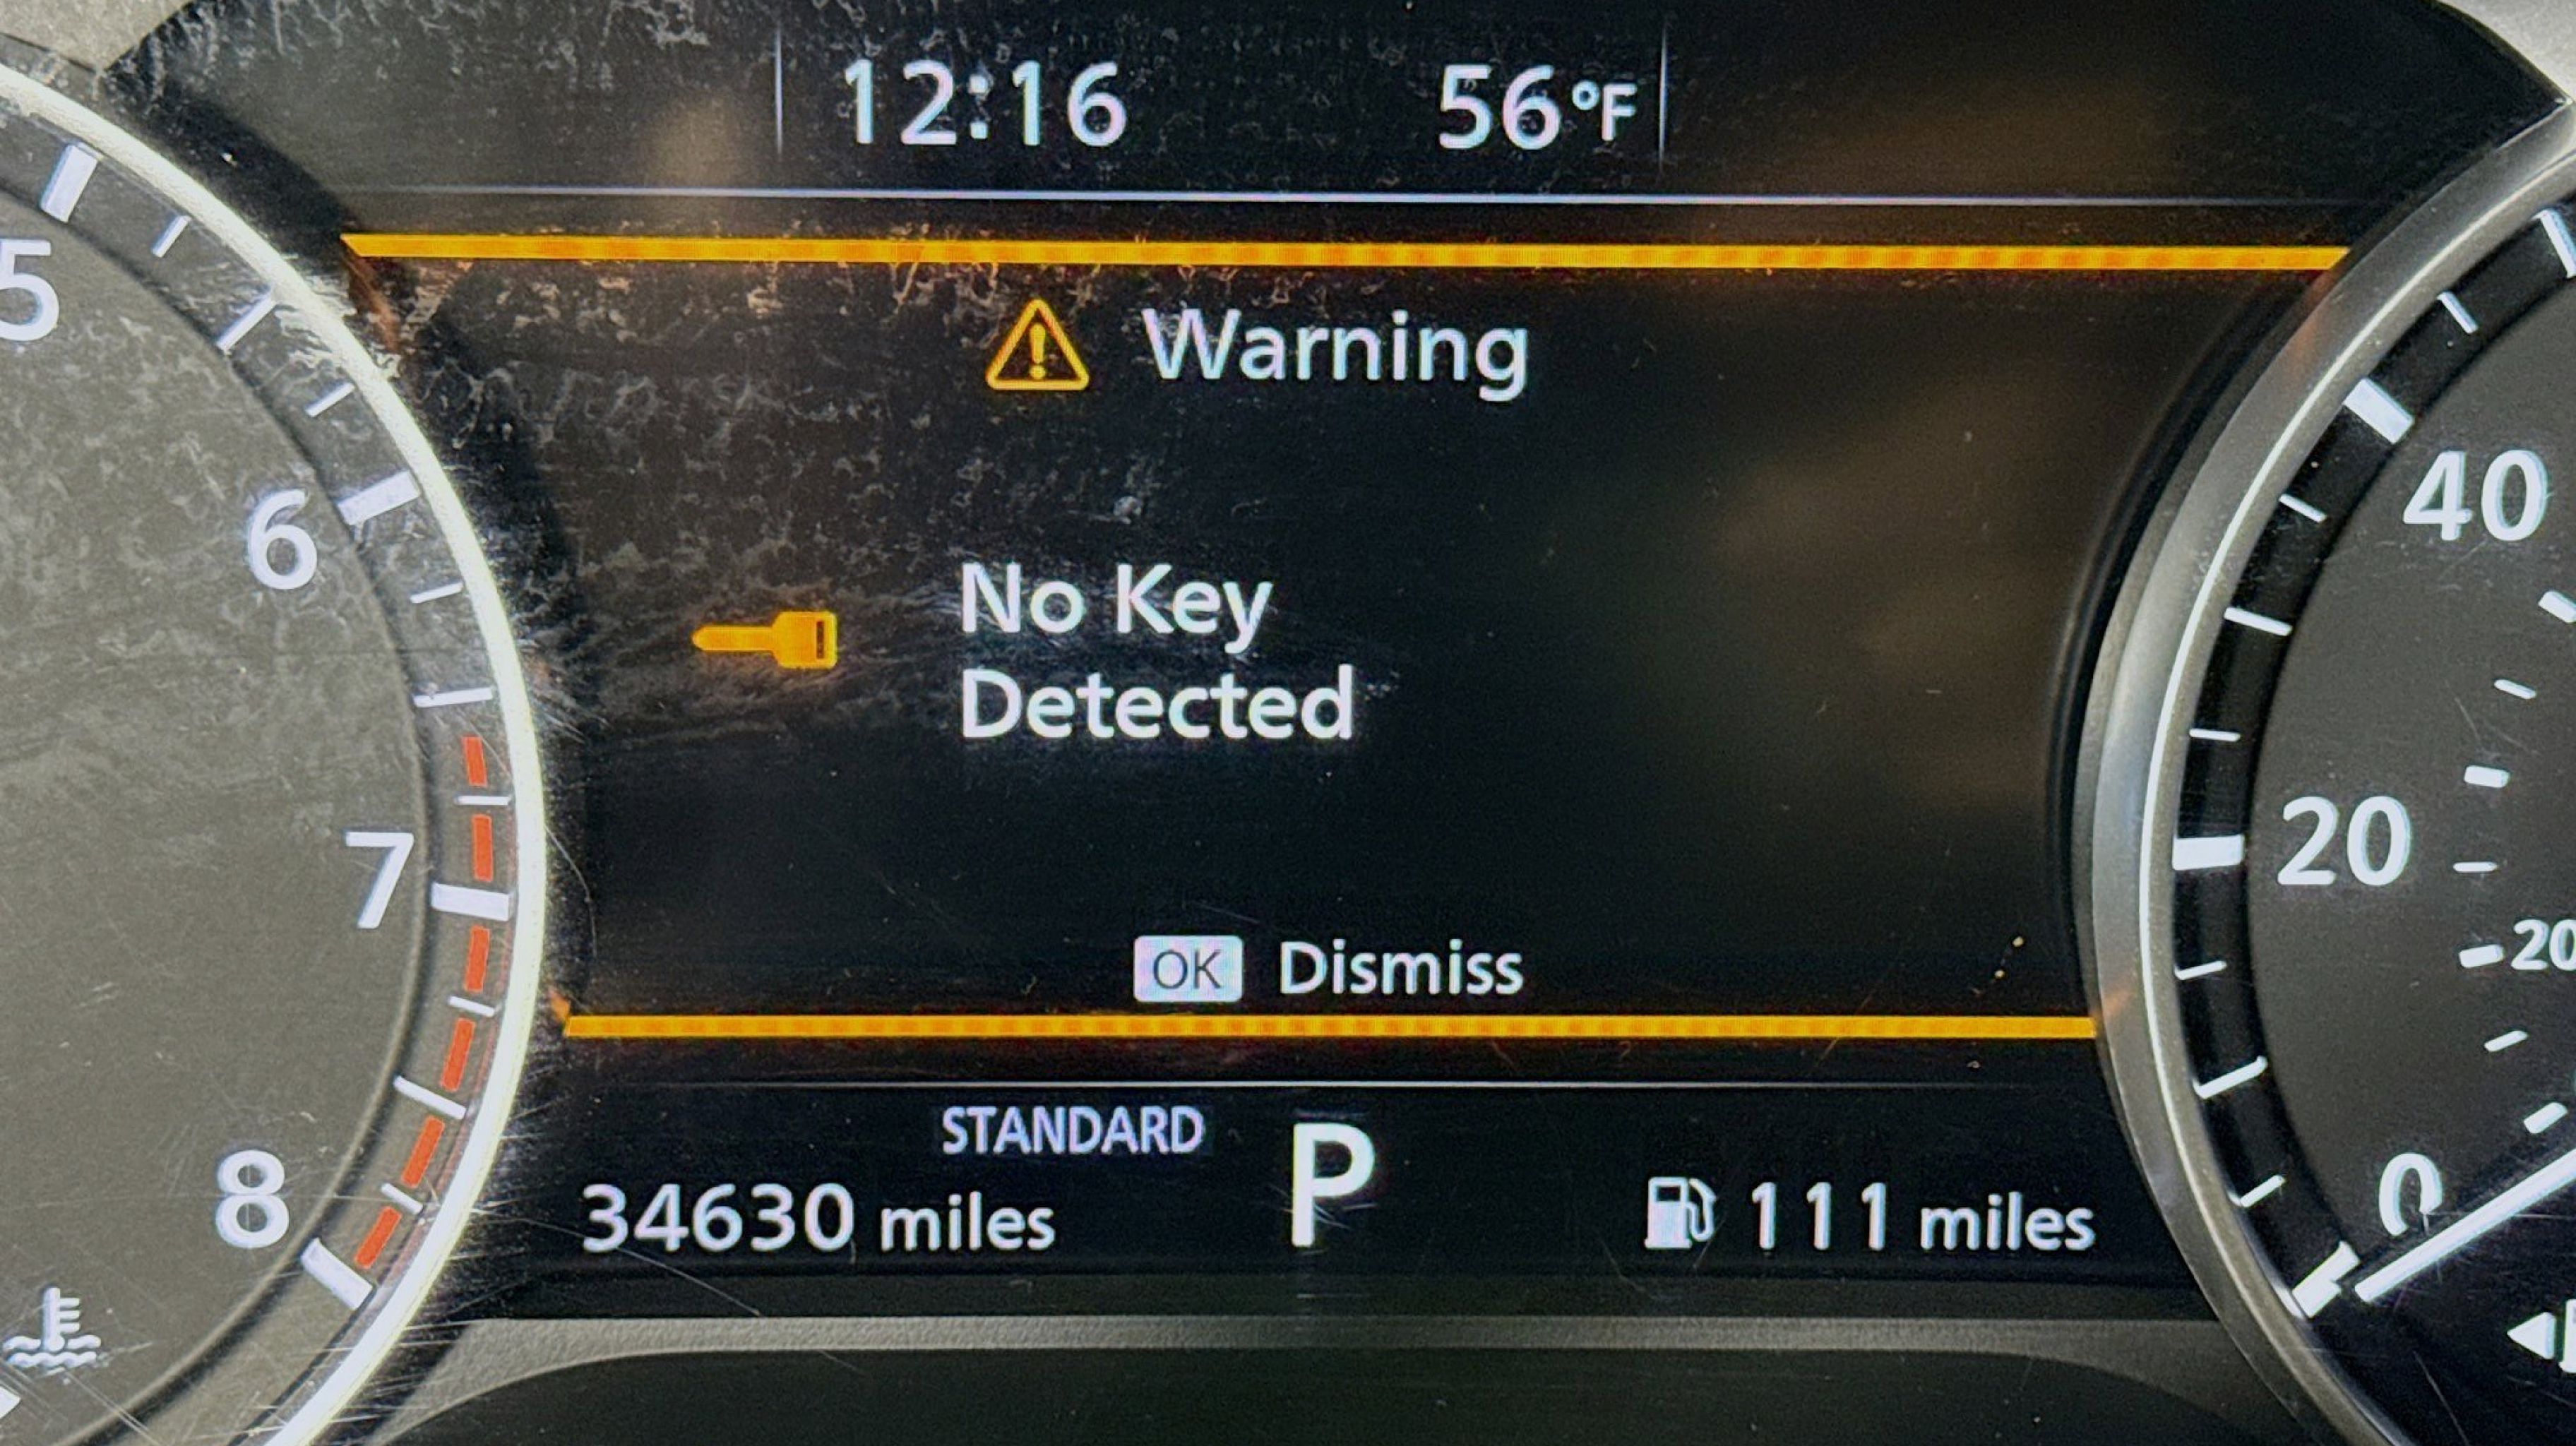 12:16 56°F
Warning
No Key
Detected
OK Dismiss
STANDARD
P
34630 miles
111 miles
5
6
7
8
40
20
20
0